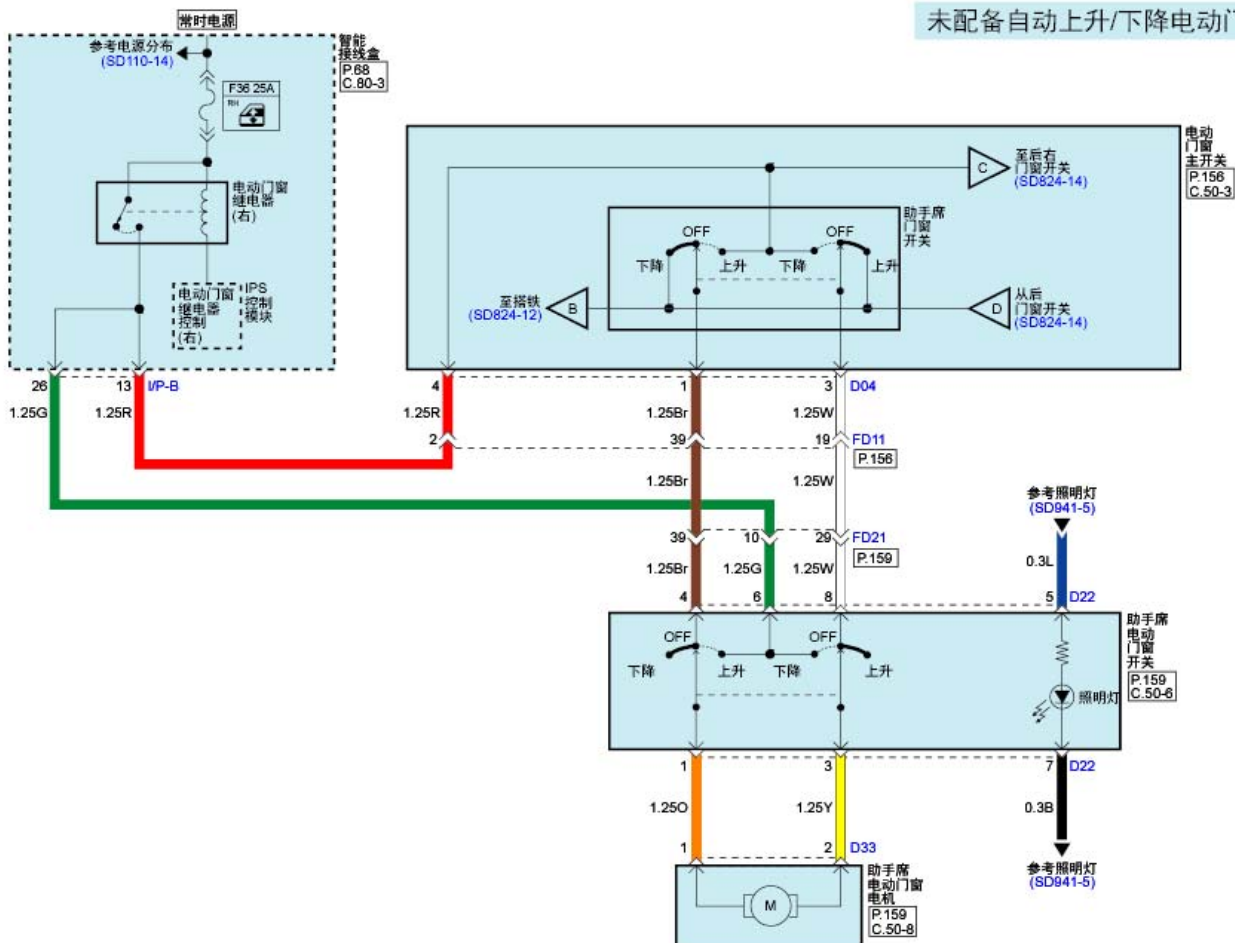 未配备自动上升/下降电动门
常时电源
参考电源分布
(SD110-14)
智能
接线盒
P.68
C.80-3
F36 25A
RH
电动门窗
继电器
(右)
电动门窗
继电器
控制
(右)
IPS
控制
模块
26
13
I/P-B
1.25G
1.25R
电动
门窗
主开关
P.156
C.50-3
C
至后右
门窗开关
(SD824-14)
助手席
门窗
开关
OFF
OFF
下降
上升
下降
上升
至搭铁
(SD824-12)
B
D
从后
门窗开关
(SD824-14)
4
1
3
D04
1.25R
1.25Br
1.25W
2
39
19
FD11
P.156
1.25Br
1.25W
39
10
29
FD21
P.159
1.25Br
1.25G
1.25W
参考照明灯
(SD941-5)
0.3L
4
6
8
5
D22
助手席
电动
门窗
开关
P.159
C.50-6
OFF
OFF
下降
上升
下降
上升
照明灯
1
3
7
D22
1.25O
1.25Y
0.3B
1
2
D33
参考照明灯
(SD941-5)
助手席
电动门窗
电机
P.159
C.50-8
M